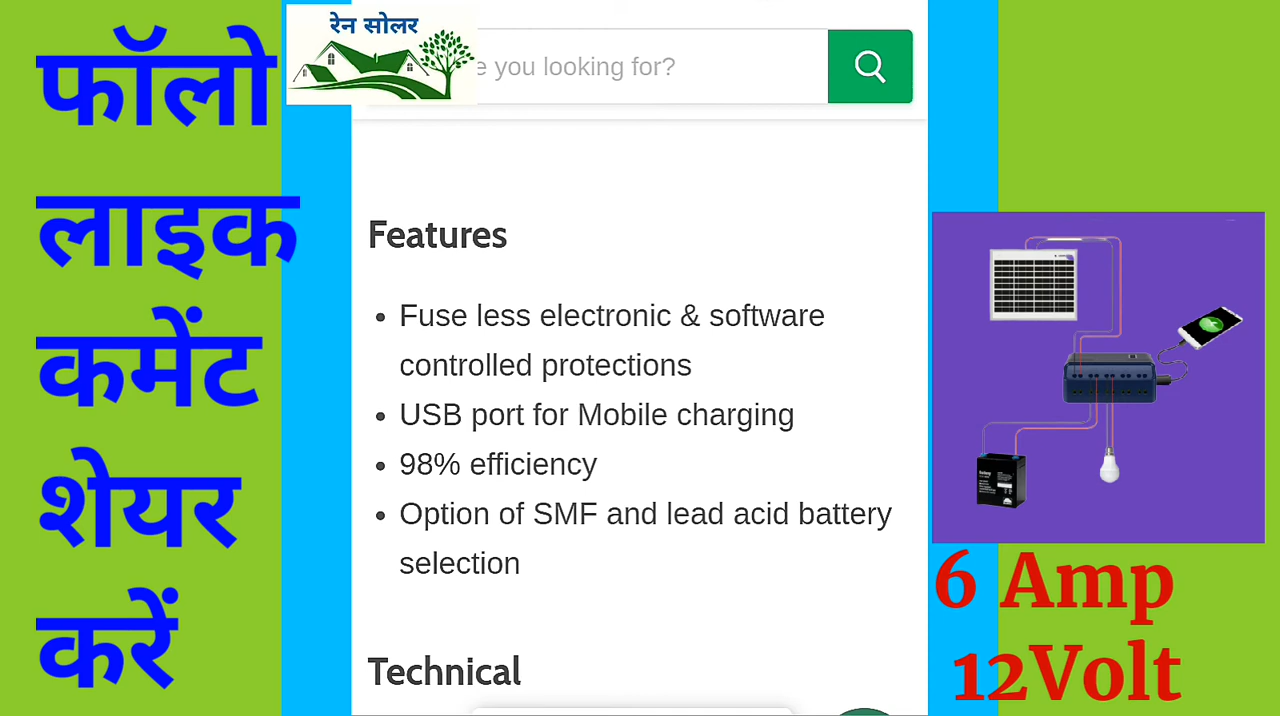 फॉलो
लाइक
कमेंट
शेयर
करें
रेन सोलर
e you looking for?
Features
• Fuse less electronic & software
controlled protections
• USB port for Mobile charging
• 98% efficiency
• Option of SMF and lead acid battery
selection
Technical
6 Amp
12Volt